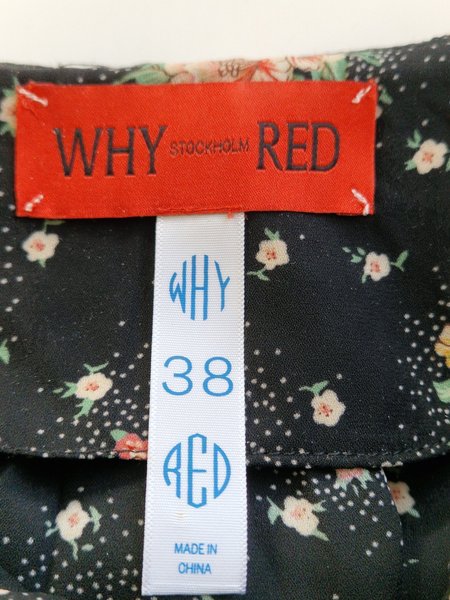 WHY STOCKHOLM RED
WHY
38
RED
MADE IN
CHINA